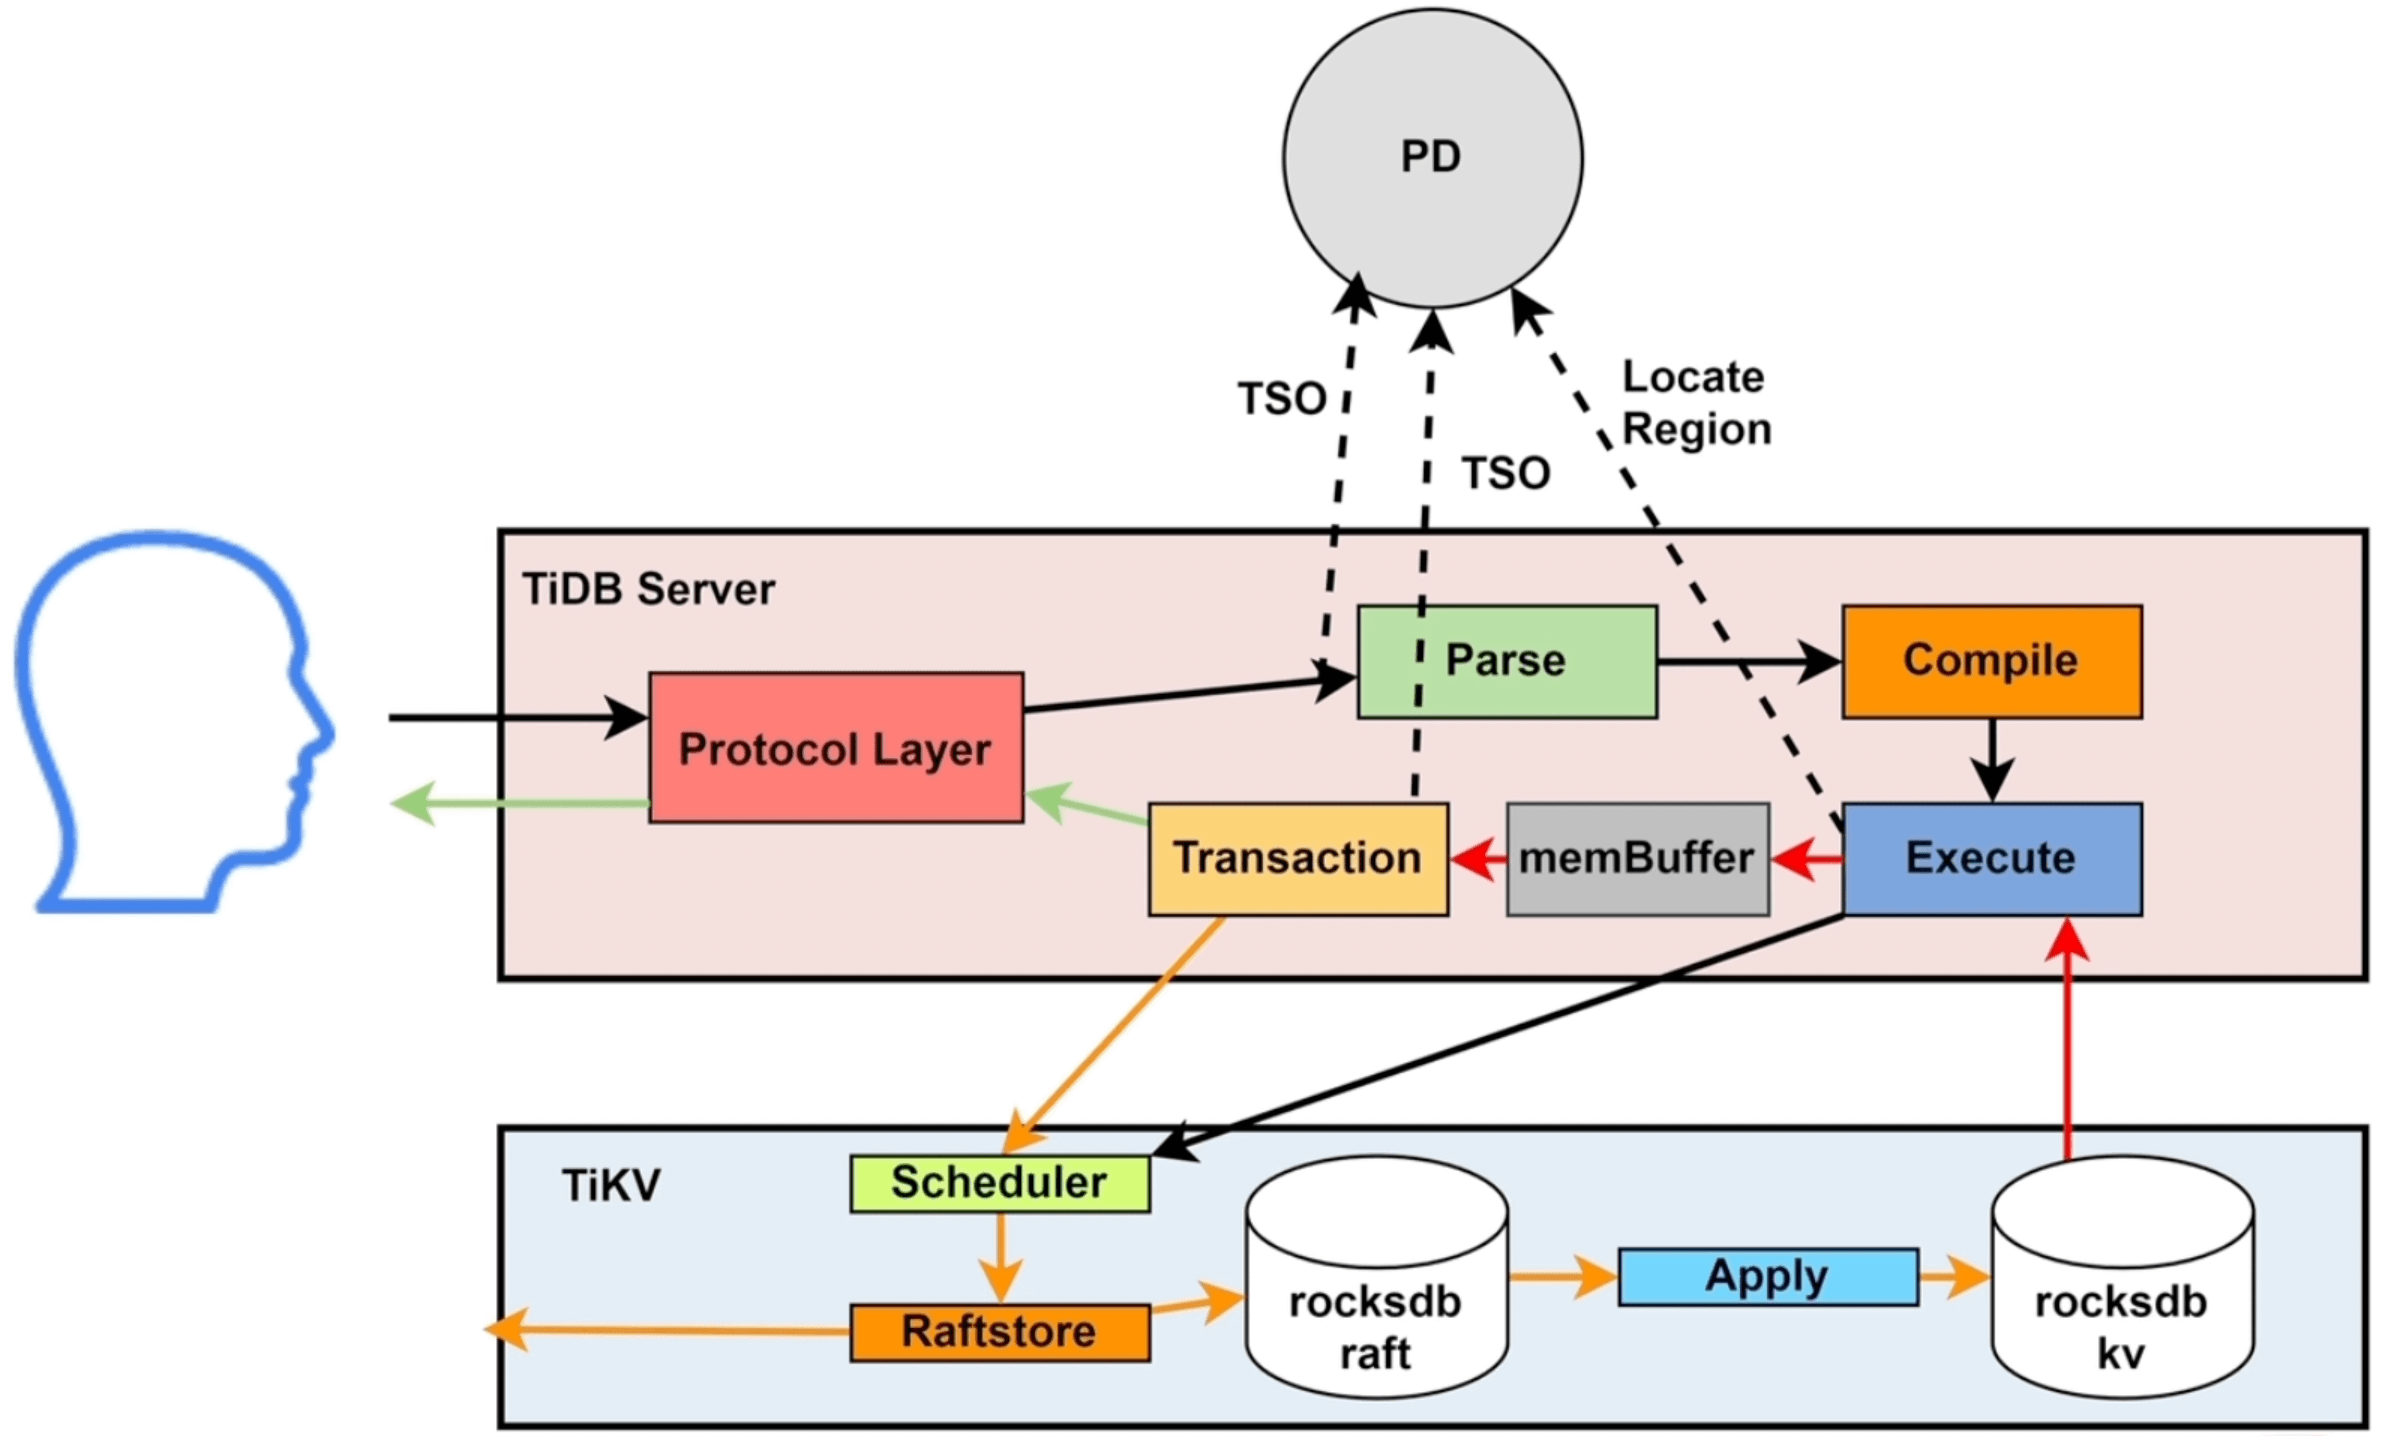 PD
TSO
Locate
Region
TSO
TiDB Server
Parse
Compile
Protocol Layer
Transaction
memBuffer
Execute
TiKV
Scheduler
Raftstore
rocksdb
raft
Apply
rocksdb
kv